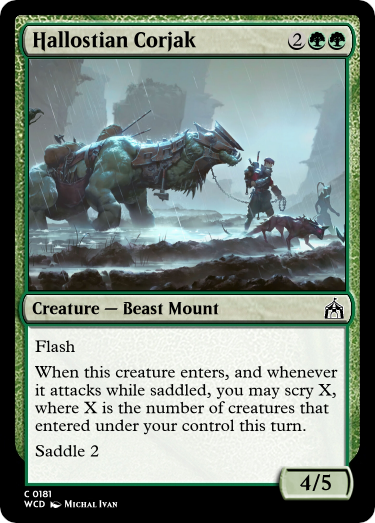 Hallostian Corjak 2
Creature — Beast Mount
Flash
When this creature enters, and whenever
it attacks while saddled, you may scry X,
where X is the number of creatures that
entered under your control this turn.
Saddle 2
4/5
C 0181
WCD Michal Ivan